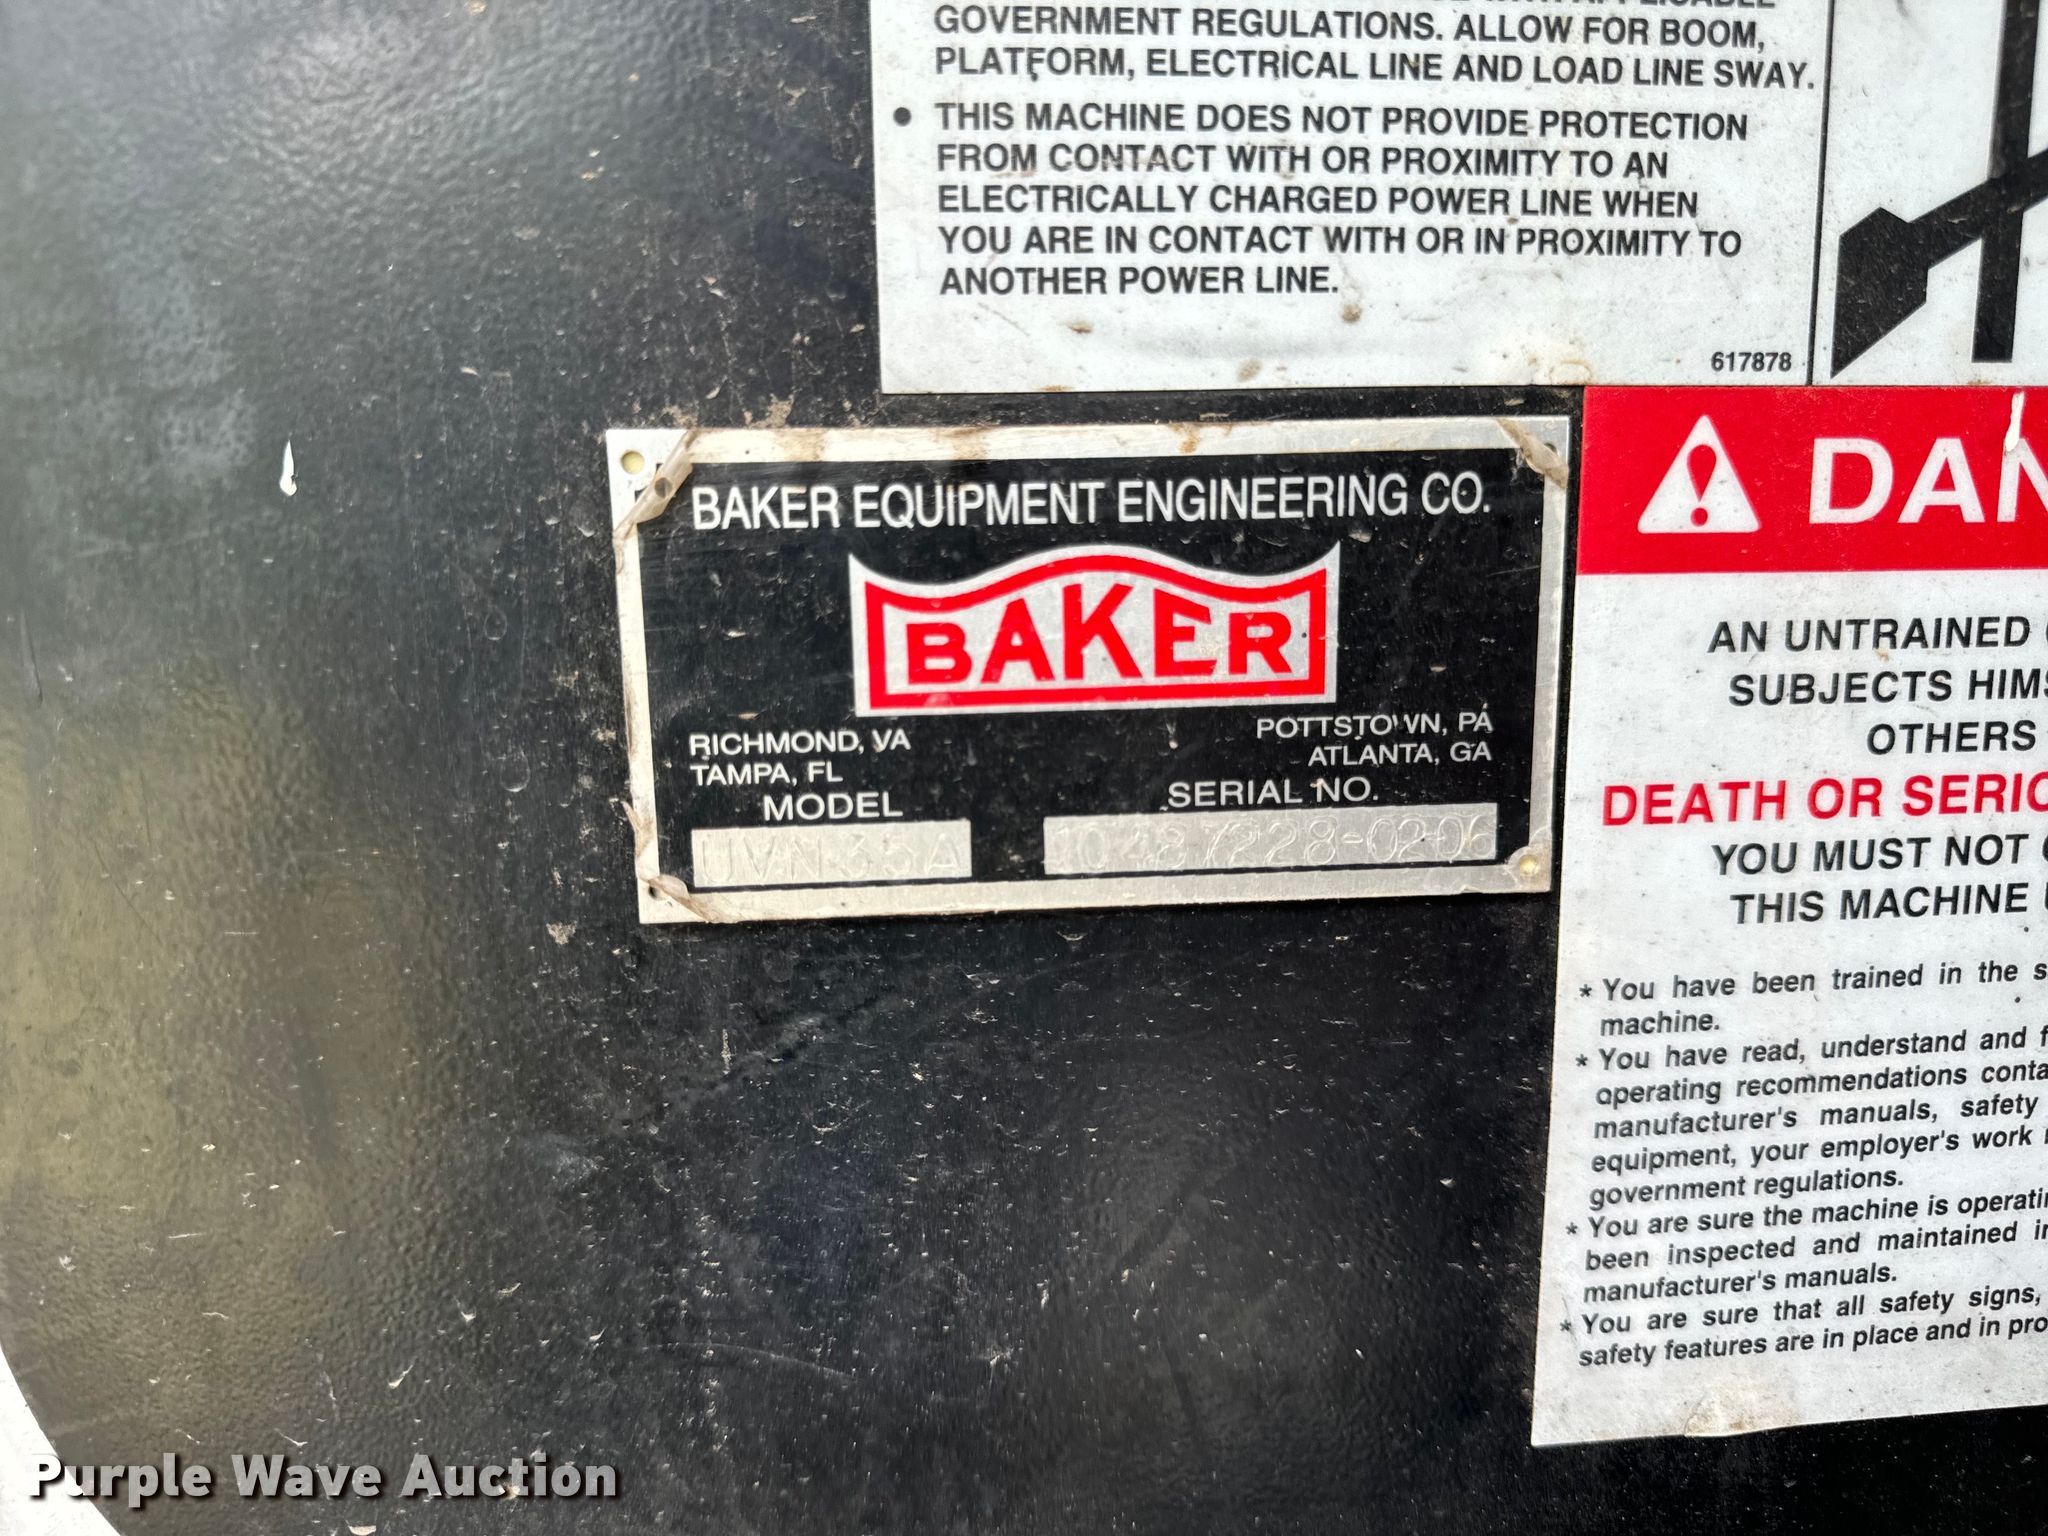 GOVERNMENT REGULATIONS. ALLOW FOR BOOM,
PLATFORM, ELECTRICAL LINE AND LOAD LINE SWAY.
• THIS MACHINE DOES NOT PROVIDE PROTECTION
FROM CONTACT WITH OR PROXIMITY TO AN
ELECTRICALLY CHARGED POWER LINE WHEN
YOU ARE IN CONTACT WITH OR IN PROXIMITY TO
ANOTHER POWER LINE.
617878
BAKER EQUIPMENT ENGINEERING CO.
BAKER
RICHMOND, VA
TAMPA, FL
POTTSTOWN, PA
ATLANTA, GA
MODEL
UVN35A
SERIAL NO.
10487228-0206
DAN
AN UNTRAINED
SUBJECTS HIMS
OTHERS
DEATH OR SERIO
YOU MUST NOT
THIS MACHINE
* You have been trained in the s
machine.
* You have read, understand and f
operating recommendations conta
manufacturer's manuals, safety
equipment, your employer's work
government regulations.
* You are sure the machine is operatin
been inspected and maintained in
manufacturer's manuals.
* You are sure that all safety signs,
safety features are in place and in pro
Purple Wave Auction